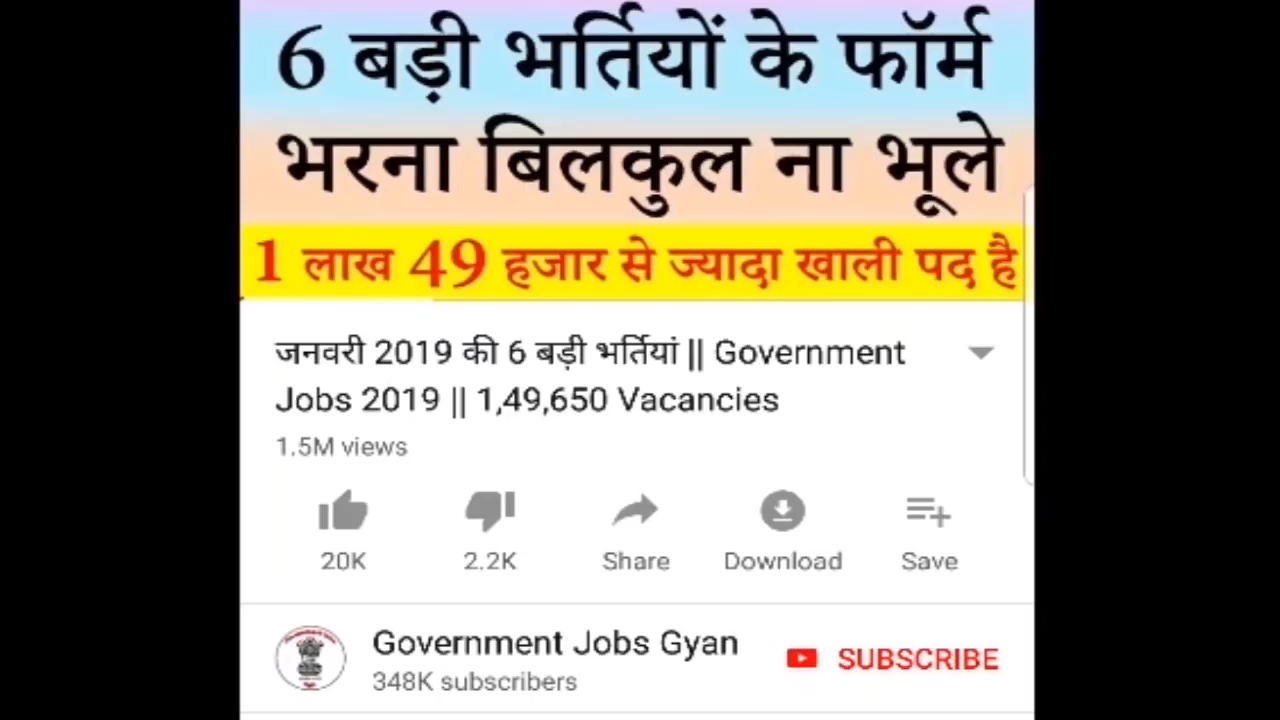 6 बड़ी भर्तियों के फॉर्म
भरना बिलकुल ना भूले
1 लाख 49 हजार से ज्यादा खाली पद है
जनवरी 2019 की 6 बड़ी भर्तियां || Government
Jobs 2019 || 1,49,650 Vacancies
1.5M views
20K 2.2K Share Download Save
Government Jobs Gyan
SUBSCRIBE
348K subscribers